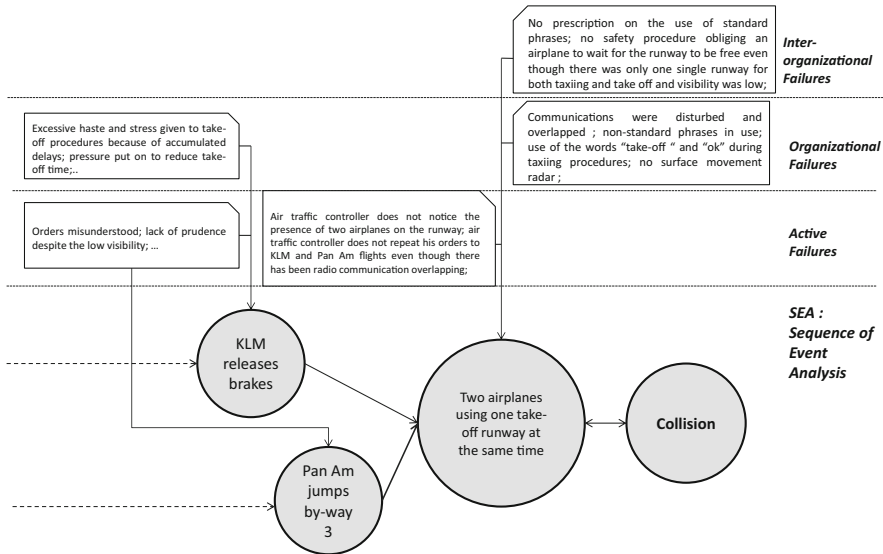 No prescription on the use of standard
phrases; no safety procedure obliging an
airplane to wait for the runway to be free even
though there was only one single runway for
both taxiing and take off and visibility was low;
Inter-
organizational
Failures
Excessive haste and stress given to take-
off procedures because of accumulated
delays; pressure put on to reduce take-
off time;..
Communications were disturbed and
overlapped ; non-standard phrases in use;
use of the words “take-off “ and “ok” during
taxiing procedures; no surface movement
radar ;
Organizational
Failures
Orders misunderstood; lack of prudence
despite the low visibility; ...
Air traffic controller does not notice the
presence of two airplanes on the runway; air
traffic controller does not repeat his orders to
KLM and Pan Am flights even though there
has been radio communication overlapping;
Active
Failures
SEA :
Sequence of
Event
Analysis
KLM
releases
brakes
Two airplanes
using one take-
off runway at
the same time
Collision
Pan Am
jumps
by-way
3